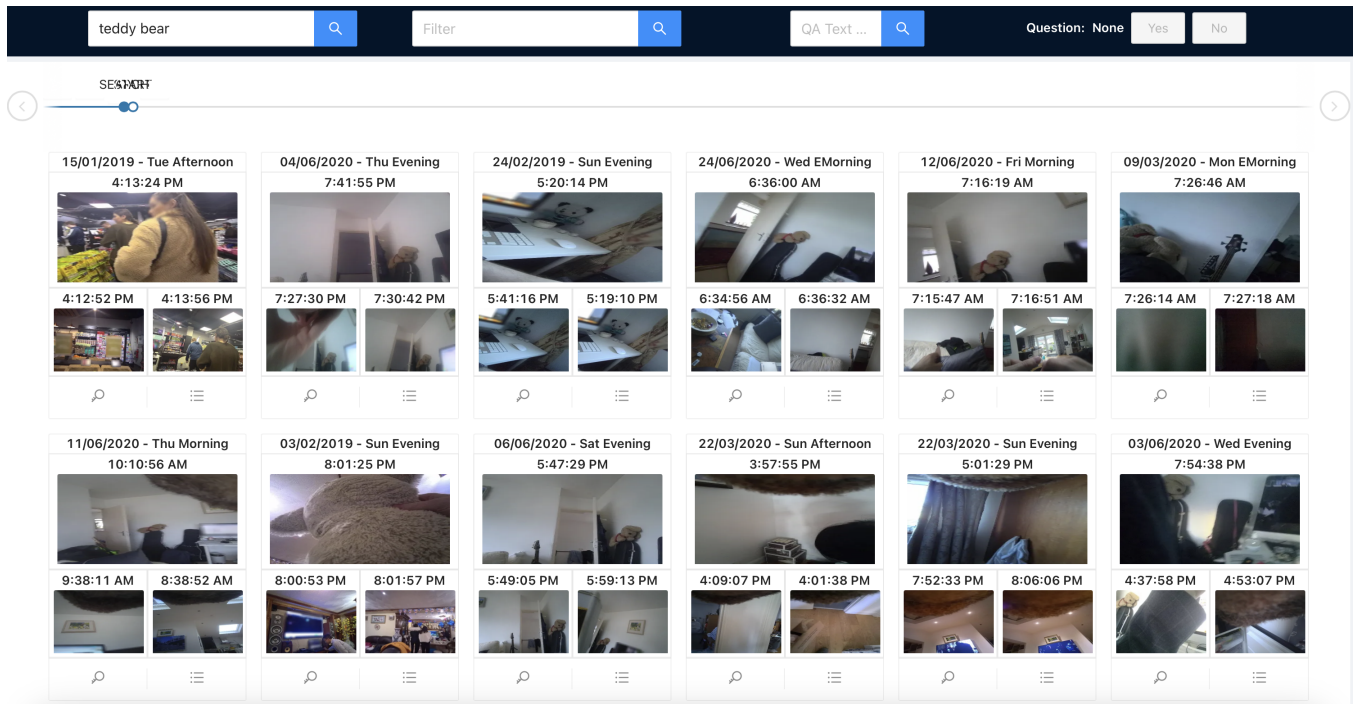 teddy bear
Filter
QA Text ...
Question: None
Yes
No
START
15/01/2019 - Tue Afternoon
4:13:24 PM
4:12:52 PM 4:13:56 PM
04/06/2020 - Thu Evening
7:41:55 PM
7:27:30 PM 7:30:42 PM
24/02/2019 - Sun Evening
5:20:14 PM
5:41:16 PM 5:19:10 PM
24/06/2020 - Wed EMorning
6:36:00 AM
6:34:56 AM 6:36:32 AM
12/06/2020 - Fri Morning
7:16:19 AM
7:15:47 AM 7:16:51 AM
09/03/2020 - Mon EMorning
7:26:46 AM
7:26:14 AM 7:27:18 AM
11/06/2020 - Thu Morning
10:10:56 AM
9:38:11 AM 8:38:52 AM
03/02/2019 - Sun Evening
8:01:25 PM
8:00:53 PM 8:01:57 PM
06/06/2020 - Sat Evening
5:47:29 PM
5:49:05 PM 5:59:13 PM
22/03/2020 - Sun Afternoon
3:57:55 PM
4:09:07 PM 4:01:38 PM
22/03/2020 - Sun Evening
5:01:29 PM
7:52:33 PM 8:06:06 PM
03/06/2020 - Wed Evening
7:54:38 PM
4:37:58 PM 4:53:07 PM